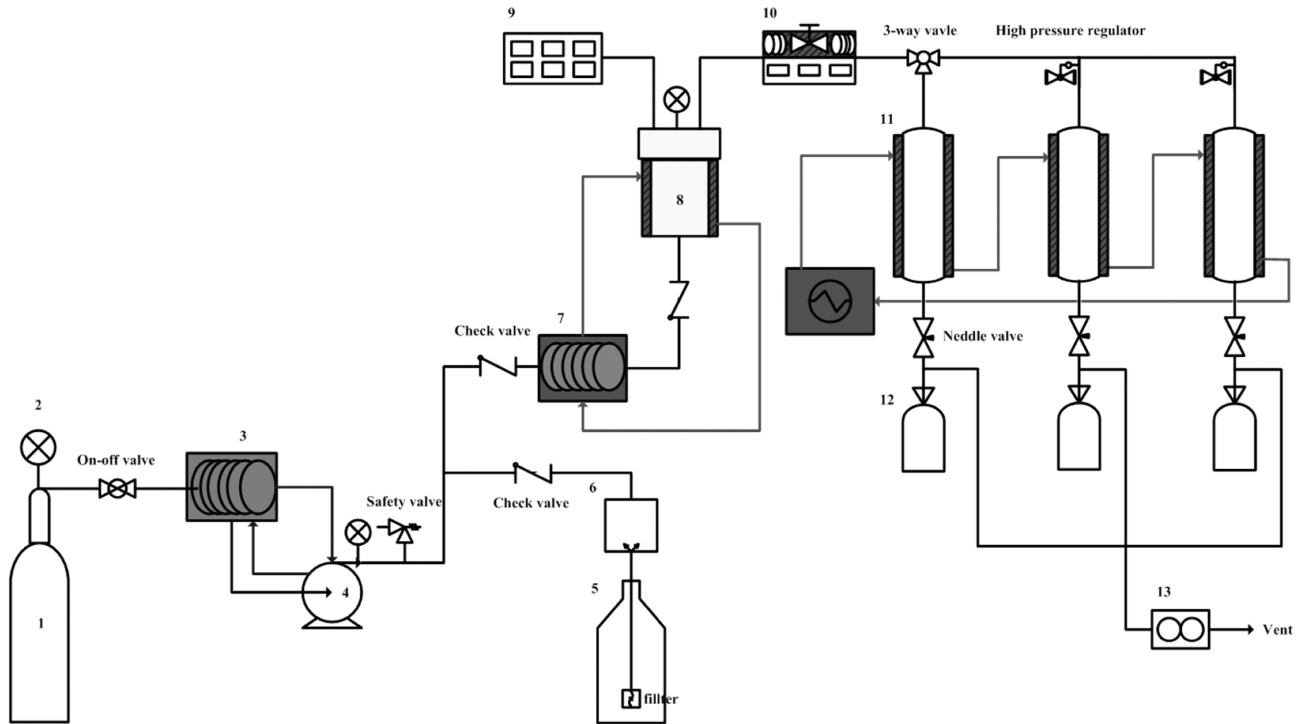 9
10
3-way vavle
High pressure regulator
11
8
7
Check valve
Neddle valve
2
12
3
On-off valve
Safety valve
6
Check valve
4
5
1
13
Vent
fillter